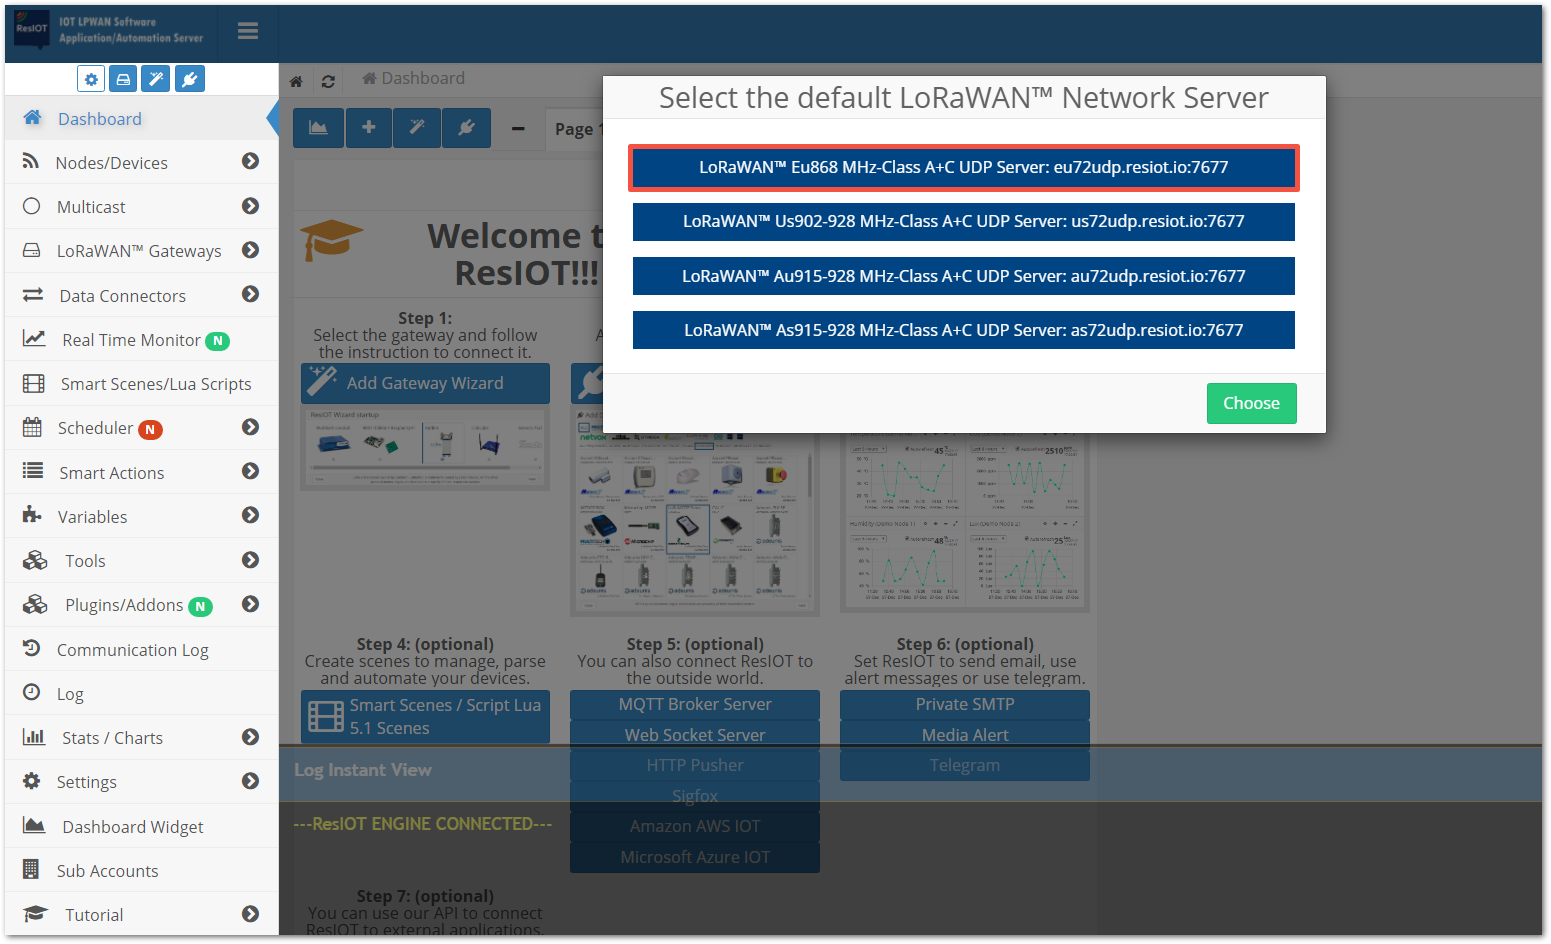 ResIOT
IOT LPWAN Software
Application/Automation Server
Dashboard
Nodes/Devices
Multicast
LoRaWAN™ Gateways
Data Connectors
Real Time Monitor N
Smart Scenes/Lua Scripts
Scheduler N
Smart Actions
Variables
Tools
Plugins/Addons N
Communication Log
Log
Stats / Charts
Settings
Dashboard Widget
Sub Accounts
Tutorial
Dashboard
Page 1
Select the default LoRaWAN™ Network Server
LoRaWAN™ Eu868 MHz-Class A+C UDP Server: eu72udp.resiot.io:7677
LoRaWAN™ Us902-928 MHz-Class A+C UDP Server: us72udp.resiot.io:7677
LoRaWAN™ Au915-928 MHz-Class A+C UDP Server: au72udp.resiot.io:7677
LoRaWAN™ As915-928 MHz-Class A+C UDP Server: as72udp.resiot.io:7677
Choose
Welcome t
ResIOT!!!
Step 1:
Select the gateway and follow
the instruction to connect it.
Add Gateway Wizard
ResIOT Wizard startup
Step 4: (optional)
Create scenes to manage, parse
and automate your devices.
Smart Scenes / Script Lua
5.1 Scenes
Step 5: (optional)
You can also connect ResIOT to
the outside world.
MQTT Broker Server
Web Socket Server
HTTP Pusher
Sigfox
Amazon AWS IOT
Microsoft Azure IOT
Step 6: (optional)
Set ResIOT to send email, use
alert messages or use telegram.
Private SMTP
Media Alert
Telegram
Log Instant View
---ResIOT ENGINE CONNECTED---
Step 7: (optional)
You can use our API to connect
ResIOT to external applications.